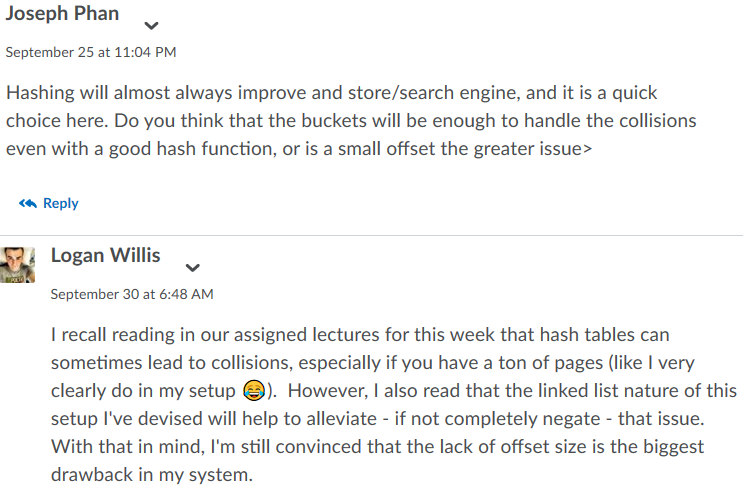 Joseph Phan
September 25 at 11:04 PM
Hashing will almost always improve and store/search engine, and it is a quick
choice here. Do you think that the buckets will be enough to handle the collisions
even with a good hash function, or is a small offset the greater issue>
Reply
Logan Willis
September 30 at 6:48 AM
I recall reading in our assigned lectures for this week that hash tables can
sometimes lead to collisions, especially if you have a ton of pages (like I very
clearly do in my setup 😂).  However, I also read that the linked list nature of this
setup I've devised will help to alleviate - if not completely negate - that issue.
With that in mind, I'm still convinced that the lack of offset size is the biggest
drawback in my system.